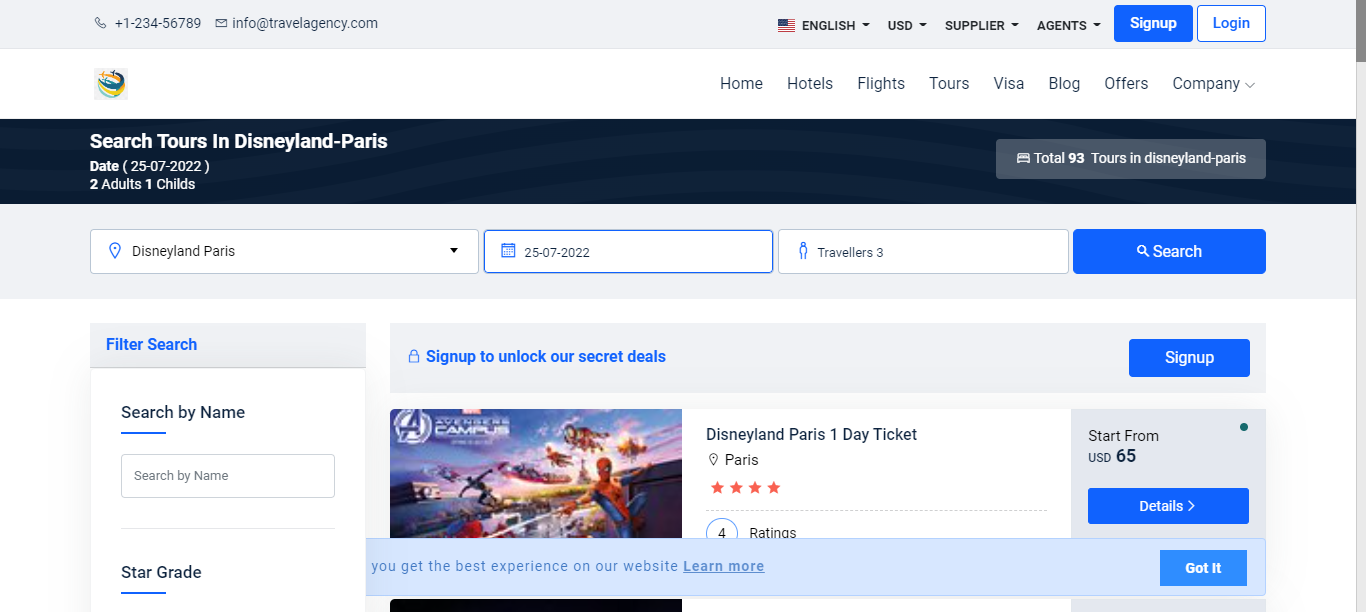 +1-234-56789 info@travelagency.com ENGLISH USD SUPPLIER AGENTS Signup Login
Home Hotels Flights Tours Visa Blog Offers Company
Search Tours In Disneyland-Paris
Date ( 25-07-2022 )
2 Adults 1 Childs
Total 93 Tours in disneyland-paris
Disneyland Paris 25-07-2022 Travellers 3 Search
Filter Search
Search by Name
Search by Name
Star Grade
Signup to unlock our secret deals Signup
AVENGERS
CAMPUS
Disneyland Paris 1 Day Ticket
Paris
4 Ratings
Start From
USD 65
Details
you get the best experience on our website Learn more Got It